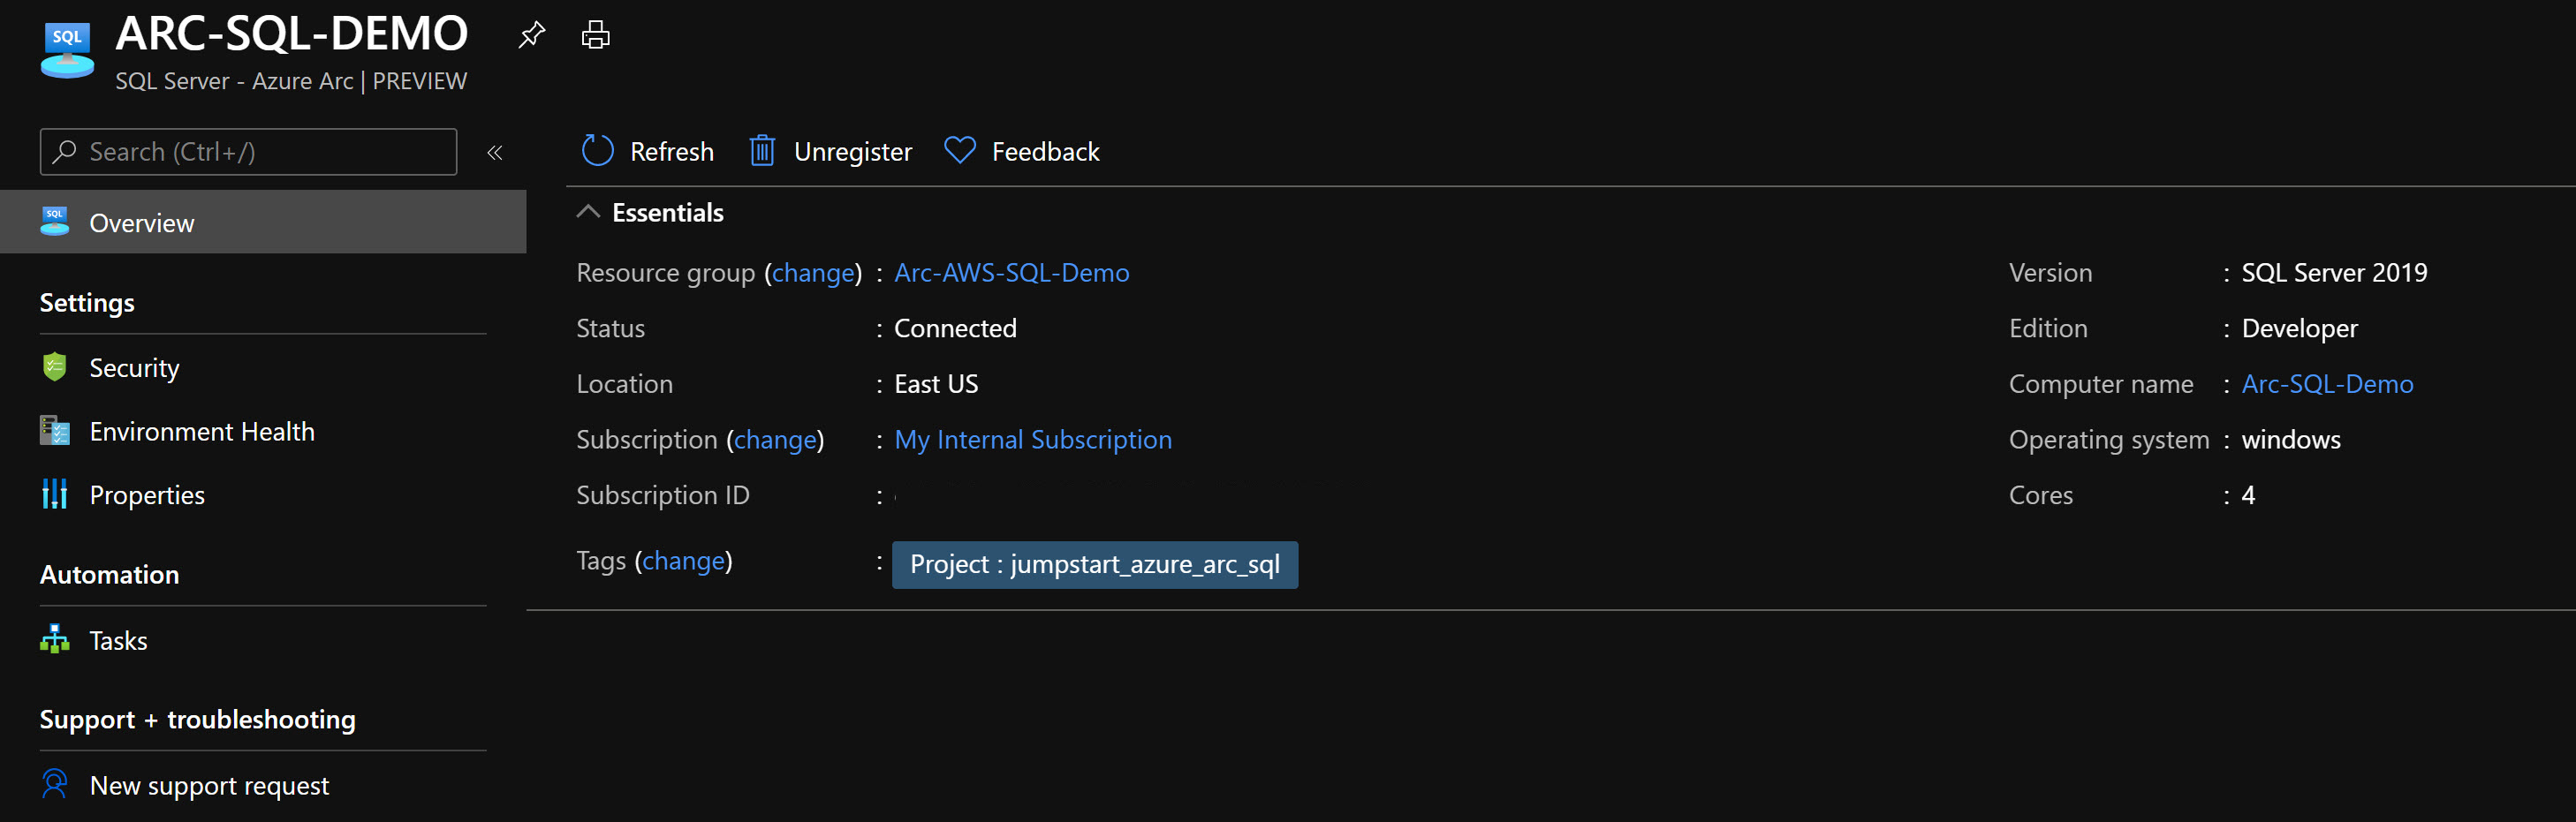 ARC-SQL-DEMO
SQL Server - Azure Arc | PREVIEW
Search (Ctrl+/)
Overview
Settings
Security
Environment Health
Properties
Automation
Tasks
Support + troubleshooting
New support request
Refresh Unregister Feedback
Essentials
Resource group (change) : Arc-AWS-SQL-Demo
Status : Connected
Location : East US
Subscription (change) : My Internal Subscription
Subscription ID :
Tags (change) : Project : jumpstart_azure_arc_sql
Version : SQL Server 2019
Edition : Developer
Computer name : Arc-SQL-Demo
Operating system : windows
Cores : 4